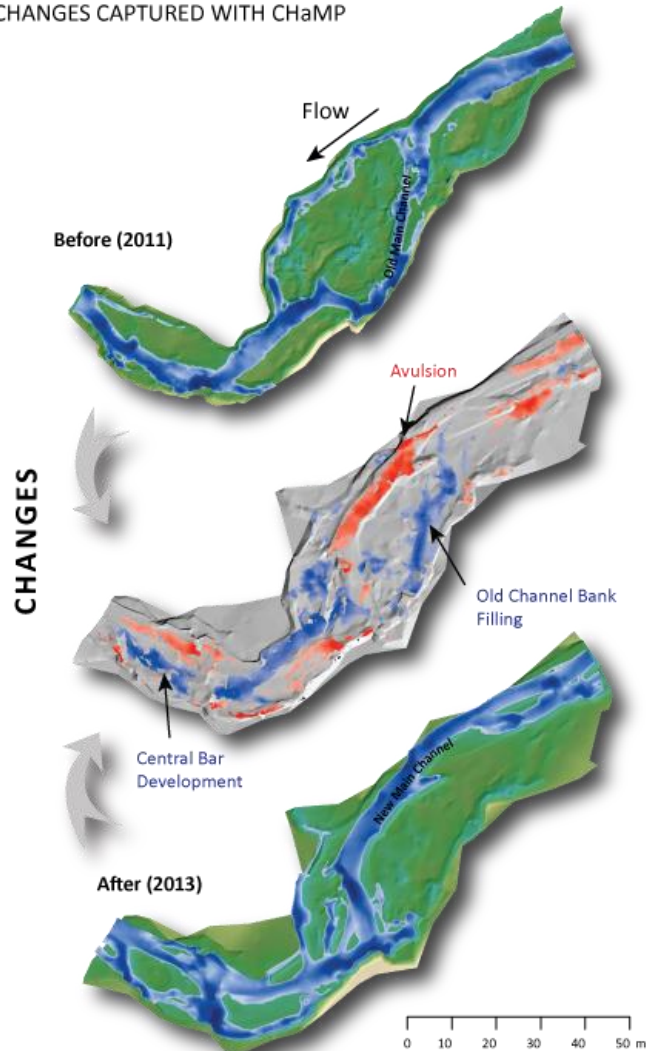 CHANGES CAPTURED WITH CHaMP
Flow
Old Main Channel
Before (2011)
Avulsion
CHANGES
Old Channel Bank
Filling
Central Bar
Development
New Main Channel
After (2013)
0 10 20 30 40 50 m